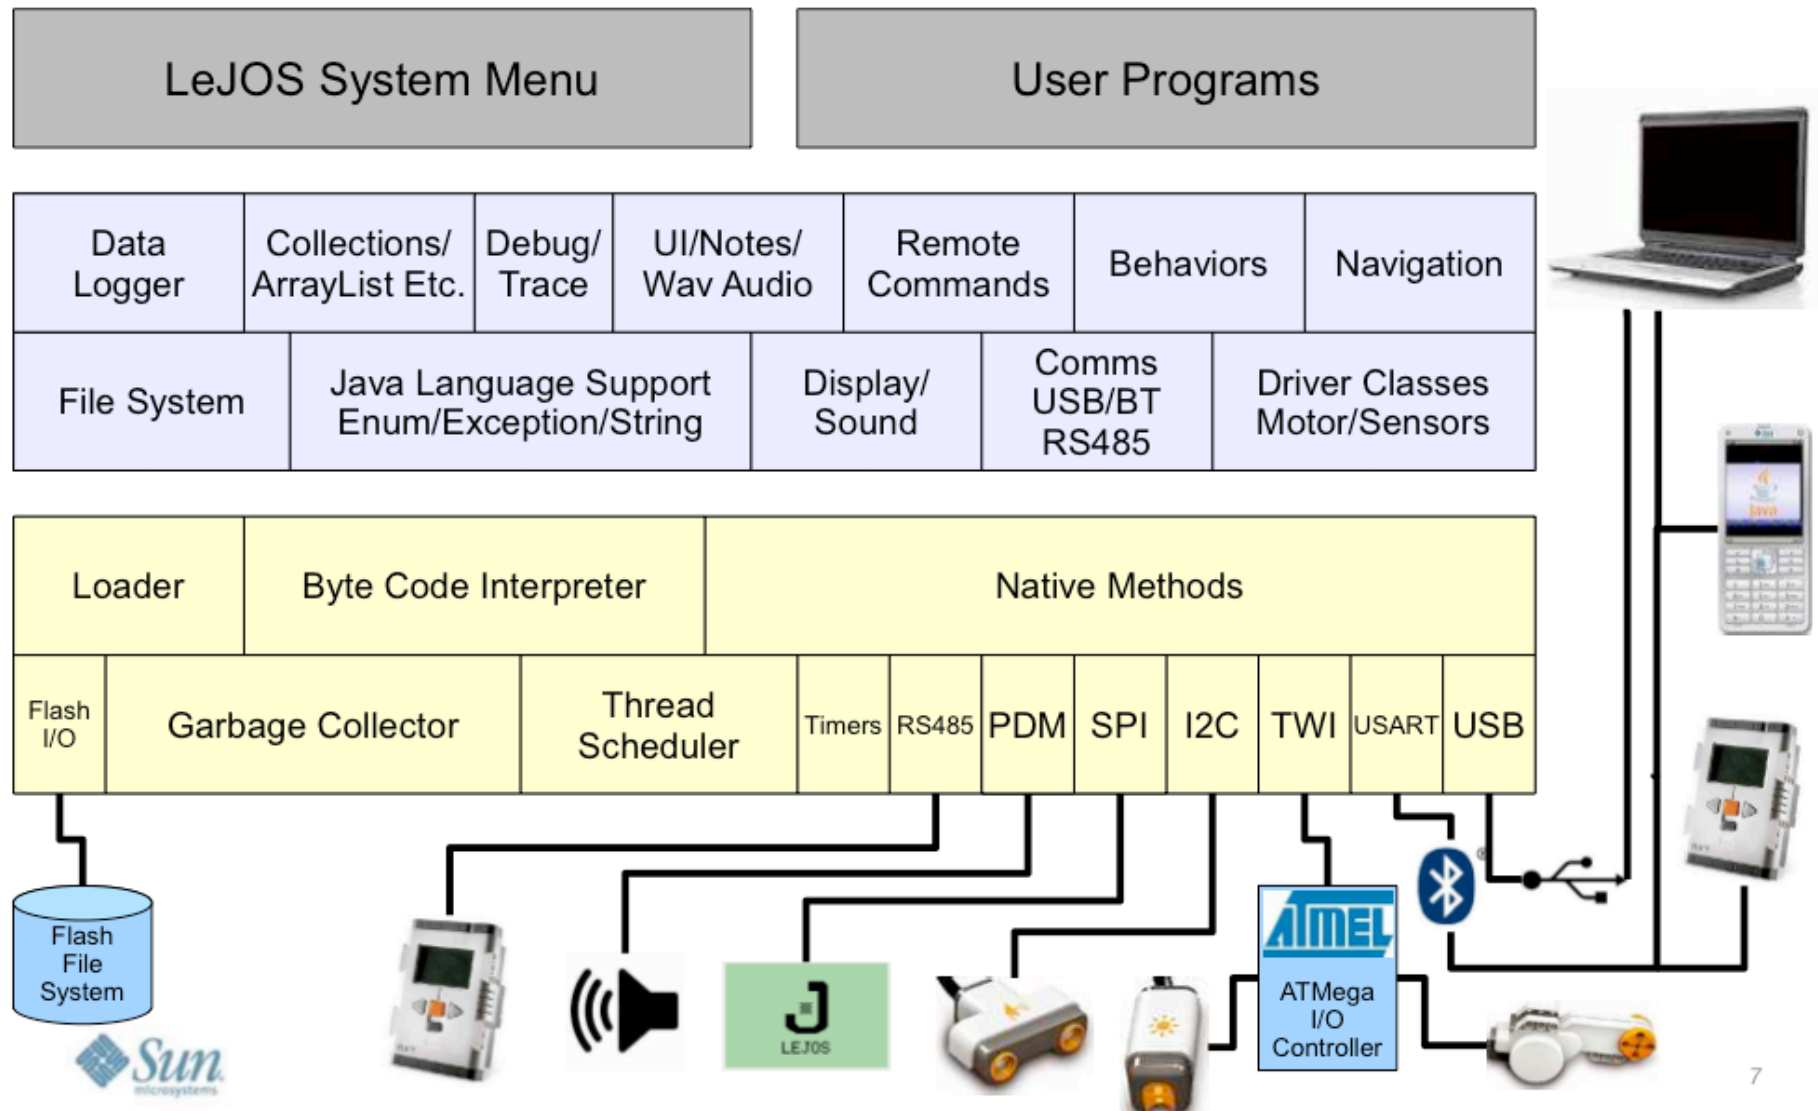 LeJOS System Menu
User Programs
Data
Logger
Collections/
ArrayList Etc.
Debug/
Trace
UI/Notes/
Wav Audio
Remote
Commands
Behaviors
Navigation
File System
Java Language Support
Enum/Exception/String
Display/
Sound
Comms
USB/BT
RS485
Driver Classes
Motor/Sensors
Loader
Byte Code Interpreter
Native Methods
Flash
I/O
Garbage Collector
Thread
Scheduler
Timers
RS485
PDM
SPI
I2C
TWI
USART
USB
Sun
Java
Flash
File
System
LEJOS
ATMEL
ATMega
I/O
Controller
Sun
microsystems
7